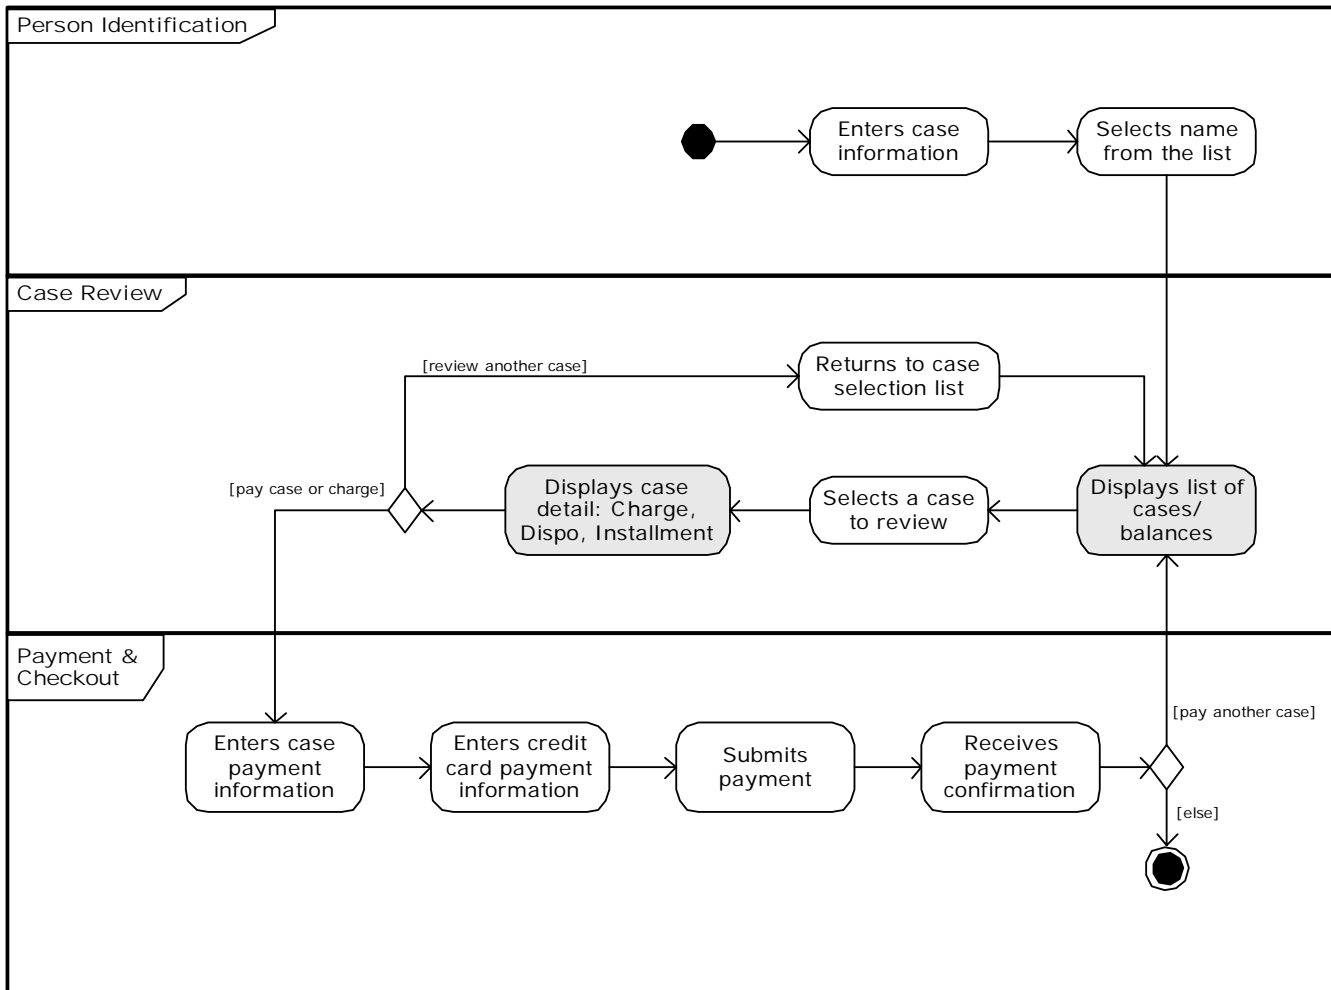 Person Identification
Enters case
information
Selects name
from the list
Case Review
[review another case]
Returns to case
selection list
[pay case or charge]
Displays case
detail: Charge,
Dispo, Installment
Selects a case
to review
Displays list of
cases/
balances
Payment &
Checkout
[pay another case]
Enters case
payment
information
Enters credit
card payment
information
Submits
payment
Receives
payment
confirmation
[else]